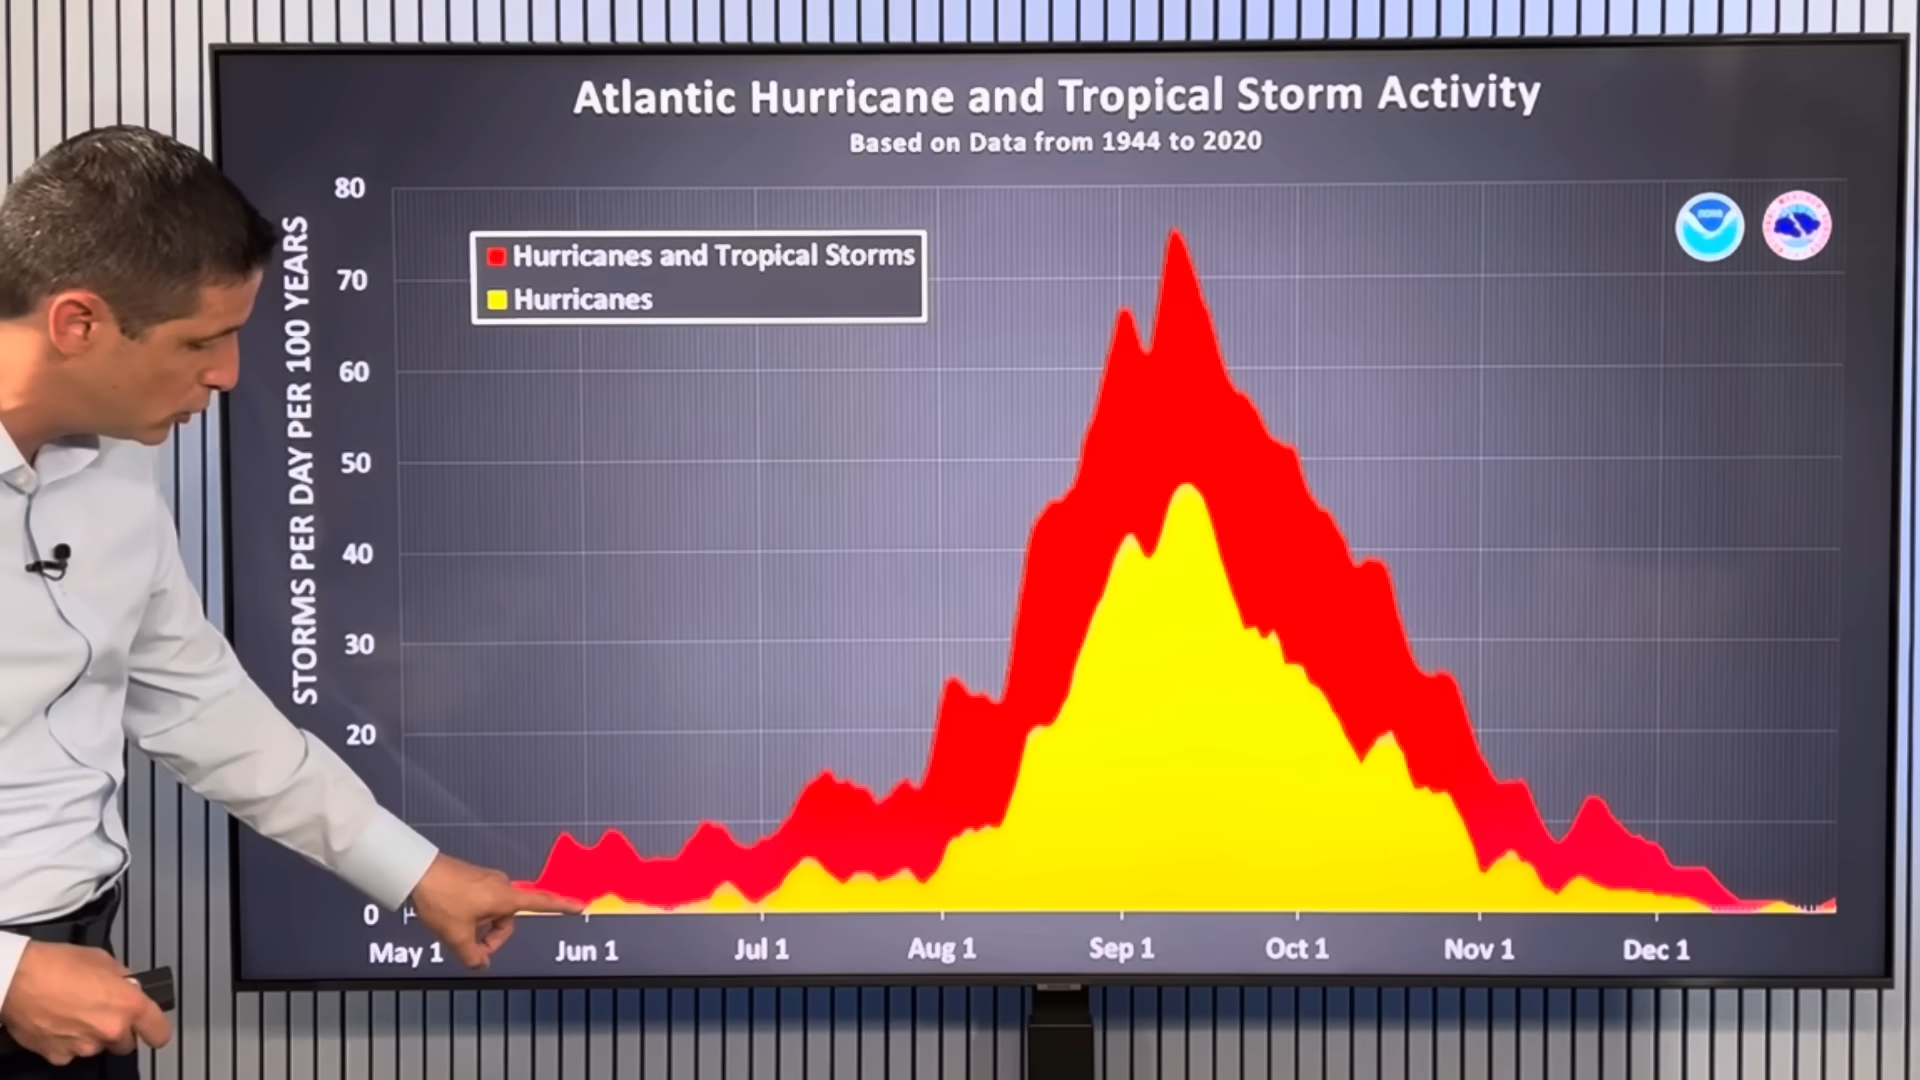 Atlantic Hurricane and Tropical Storm Activity
Based on Data from 1944 to 2020
STORMS PER DAY PER 100 YEARS
80
70
60
50
40
30
20
0
Hurricanes and Tropical Storms
Hurricanes
May 1
Jun 1
Jul 1
Aug 1
Sep 1
Oct 1
Nov 1
Dec 1